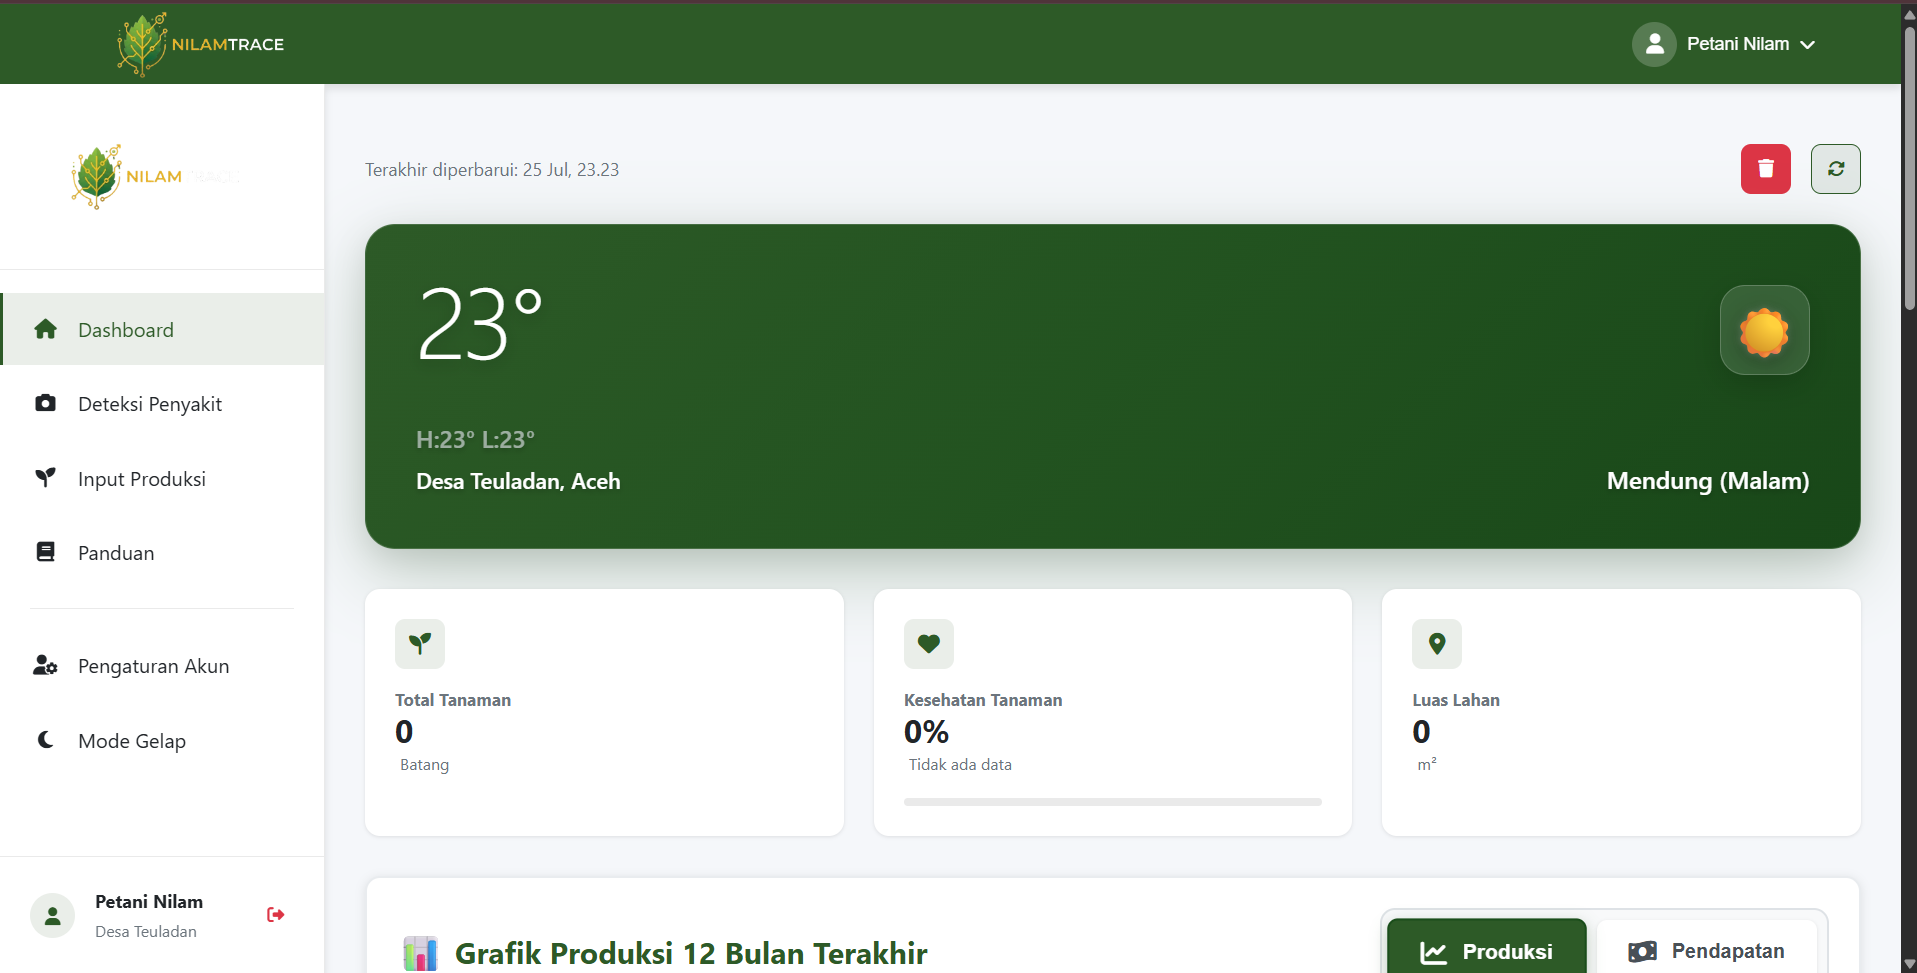 NILAMTRACE
Petani Nilam
NILAMTRACE
Terakhir diperbarui: 25 Jul, 23.23
Dashboard
Deteksi Penyakit
Input Produksi
Panduan
Pengaturan Akun
Mode Gelap
Petani Nilam
Desa Teuladan
23°
H:23° L:23°
Desa Teuladan, Aceh
Mendung (Malam)
Total Tanaman
0
Batang
Kesehatan Tanaman
0%
Tidak ada data
Luas Lahan
0
m²
Grafik Produksi 12 Bulan Terakhir
Produksi
Pendapatan